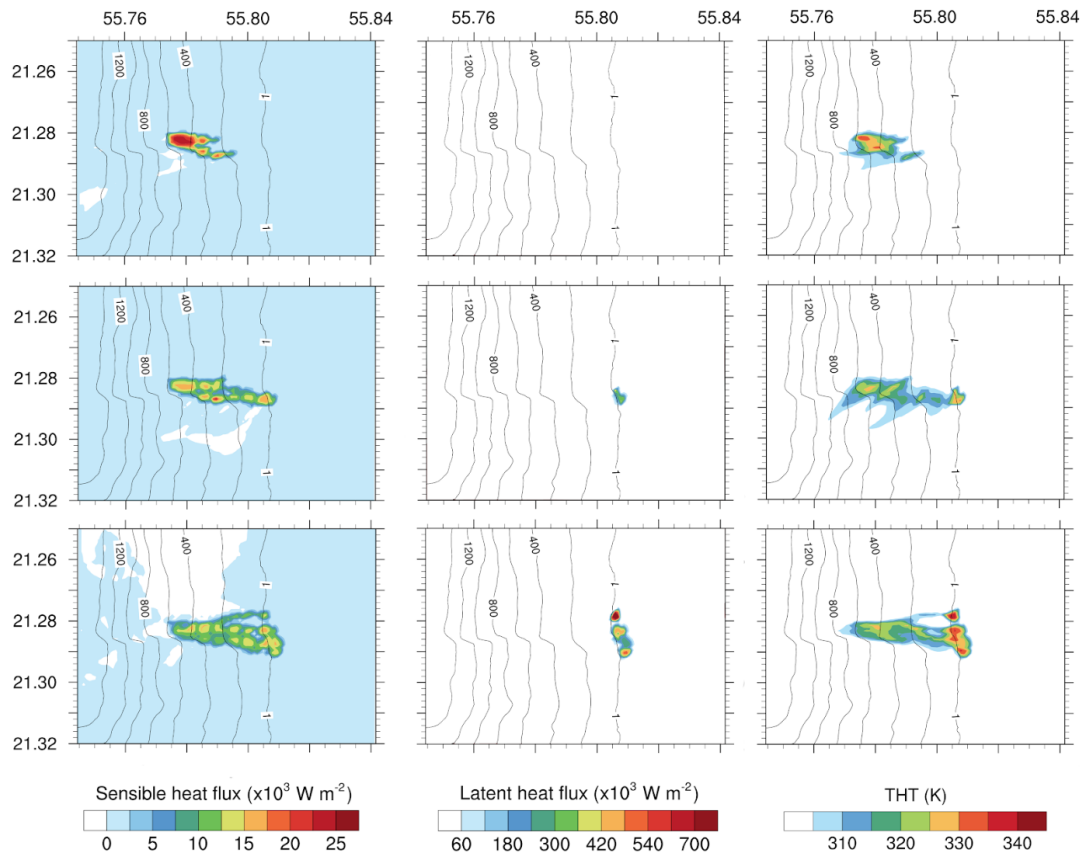 55.76 55.80 55.84 55.76 55.80 55.84 55.76 55.80 55.84
21.26
21.28
21.30
21.32
1200 800 400 1 1
1200 800 400 1 1
1200 800 400 1 1
21.26
21.28
21.30
21.32
1200 800 400 1 1
1200 800 400 1 1
1200 800 400 1 1
21.26
21.28
21.30
21.32
1200 800 400 1 1
1200 800 400 1 1
1200 800 400 1 1
Sensible heat flux (x10³ W m⁻²)
0 5 10 15 20 25
Latent heat flux (x10³ W m⁻²)
60 180 300 420 540 700
THT (K)
310 320 330 340